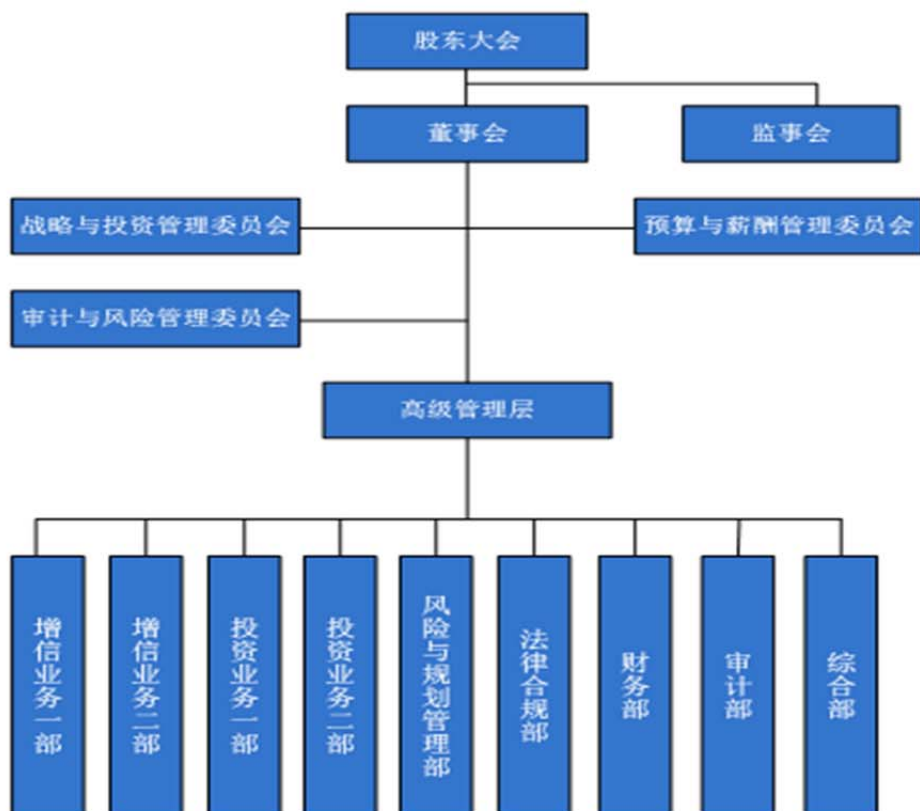 股东大会
董事会
监事会
战略与投资管理委员会
预算与薪酬管理委员会
审计与风险管理委员会
高级管理层
增信业务一部
增信业务二部
投资业务一部
投资业务二部
风险与规划管理部
法律合规部
财务部
审计部
综合部